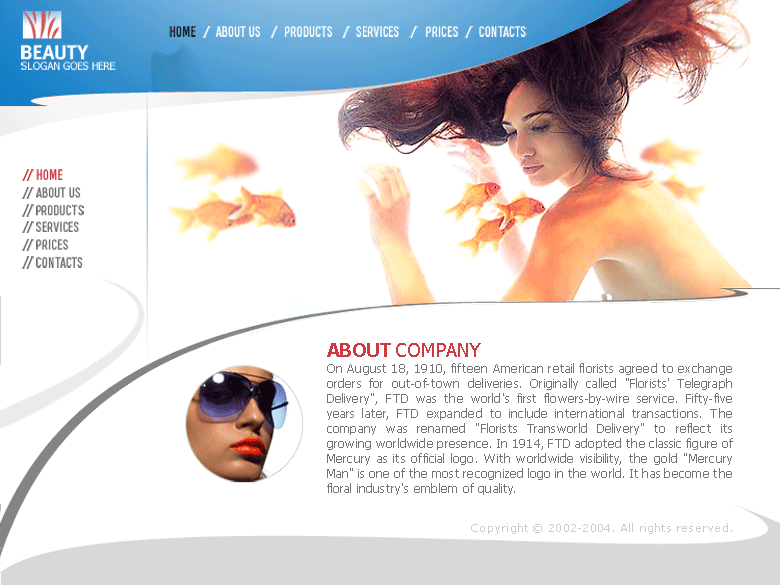 BEAUTY
SLOGAN GOES HERE
HOME / ABOUT US / PRODUCTS / SERVICES / PRICES / CONTACTS
// HOME
// ABOUT US
// PRODUCTS
// SERVICES
// PRICES
// CONTACTS
ABOUT COMPANY
On August 18, 1910, fifteen American retail florists agreed to exchange
orders for out-of-town deliveries. Originally called "Florists' Telegraph
Delivery", FTD was the world's first flowers-by-wire service. Fifty-five
years later, FTD expanded to include international transactions. The
company was renamed "Florists Transworld Delivery" to reflect its
growing worldwide presence. In 1914, FTD adopted the classic figure of
Mercury as its official logo. With worldwide visibility, the gold "Mercury
Man" is one of the most recognized logo in the world. It has become the
floral industry's emblem of quality.
Copyright © 2002-2004. All rights reserved.